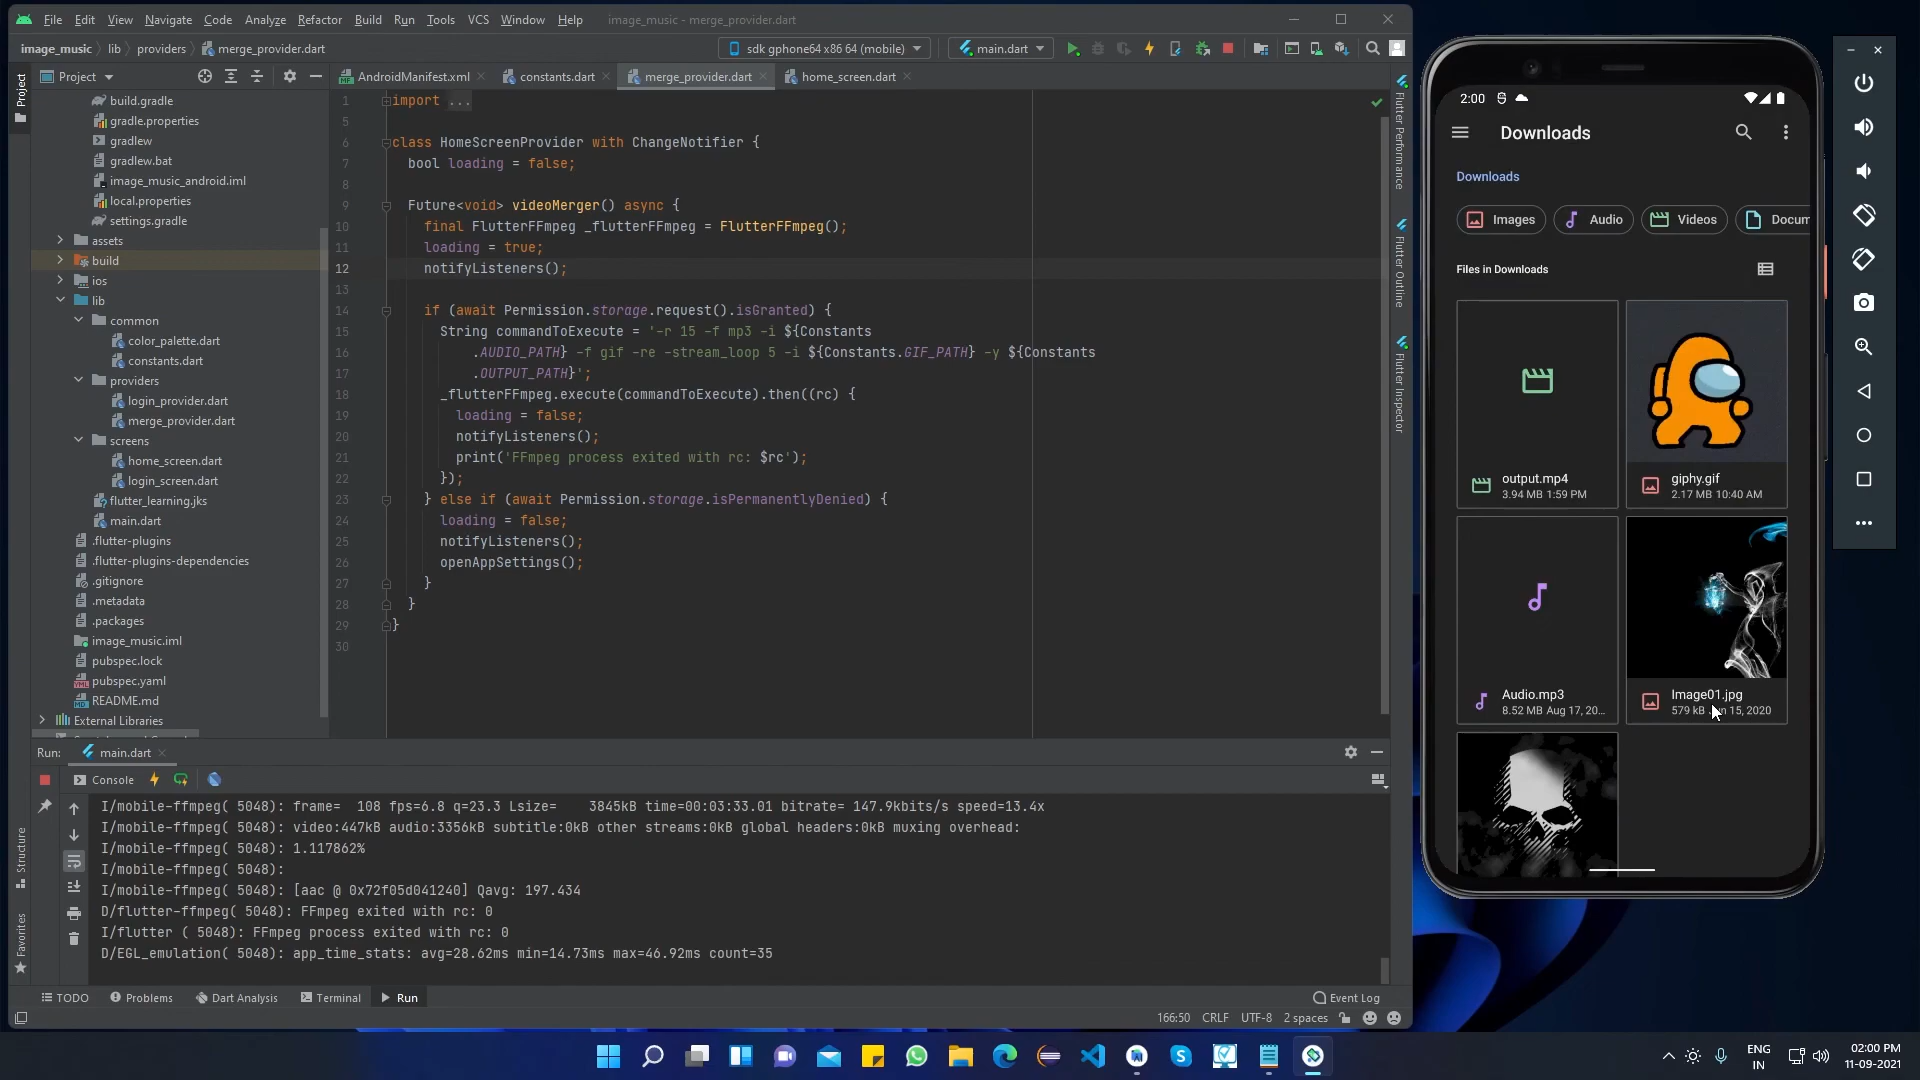 File Edit View Navigate Code Analyze Refactor Build Run Tools VCS Window Help image_music - merge_provider.dart
image_music lib providers merge_provider.dart
sdk gphone64 x86 64 (mobile) main.dart
Project
AndroidManifest.xml constants.dart merge_provider.dart home_screen.dart
Project
build.gradle
gradle.properties
gradlew
gradlew.bat
image_music_android.iml
local.properties
settings.gradle
assets
build
ios
lib
common
color_palette.dart
constants.dart
providers
login_provider.dart
merge_provider.dart
screens
home_screen.dart
login_screen.dart
flutter_learning.jks
main.dart
.flutter-plugins
.flutter-plugins-dependencies
.gitignore
.metadata
.packages
image_music.iml
pubspec.lock
pubspec.yaml
README.md
External Libraries
1 import ...
5
6 class HomeScreenProvider with ChangeNotifier {
7 bool loading = false;
8
9 Future<void> videoMerger() async {
10 final FlutterFFmpeg _flutterFFmpeg = FlutterFFmpeg();
11 loading = true;
12 notifyListeners();
13
14 if (await Permission.storage.request().isGranted) {
15 String commandToExecute = '-r 15 -f mp3 -i ${Constants
16 .AUDIO_PATH} -f gif -re -stream_loop 5 -i ${Constants.GIF_PATH} -y ${Constants
17 .OUTPUT_PATH}';
18 _flutterFFmpeg.execute(commandToExecute).then((rc) {
19 loading = false;
20 notifyListeners();
21 print('FFmpeg process exited with rc: $rc');
22 });
23 } else if (await Permission.storage.isPermanentlyDenied) {
24 loading = false;
25 notifyListeners();
26 openAppSettings();
27 }
28 }
29 }
30
Flutter Performance
Flutter Outline
Flutter Inspector
Run: main.dart
Console
I/mobile-ffmpeg( 5048): frame= 108 fps=6.8 q=23.3 Lsize= 3845kB time=00:03:33.01 bitrate= 147.9kbits/s speed=13.4x
I/mobile-ffmpeg( 5048): video:447kB audio:3356kB subtitle:0kB other streams:0kB global headers:0kB muxing overhead:
I/mobile-ffmpeg( 5048): 1.117862%
I/mobile-ffmpeg( 5048):
I/mobile-ffmpeg( 5048): [aac @ 0x72f05d041240] Qavg: 197.434
D/flutter-ffmpeg( 5048): FFmpeg exited with rc: 0
I/flutter ( 5048): FFmpeg process exited with rc: 0
D/EGL_emulation( 5048): app_time_stats: avg=28.62ms min=14.73ms max=46.92ms count=35
Structure
Favorites
TODO Problems Dart Analysis Terminal Run Event Log
166:50 CRLF UTF-8 2 spaces
2:00
Downloads
Downloads
Images Audio Videos Docum
Files in Downloads
output.mp4
3.94 MB 1:59 PM
giphy.gif
2.17 MB 10:40 AM
Audio.mp3
8.52 MB Aug 17, 20...
Image01.jpg
579 kB 15, 2020
ENG
IN
02:00 PM
11-09-2021